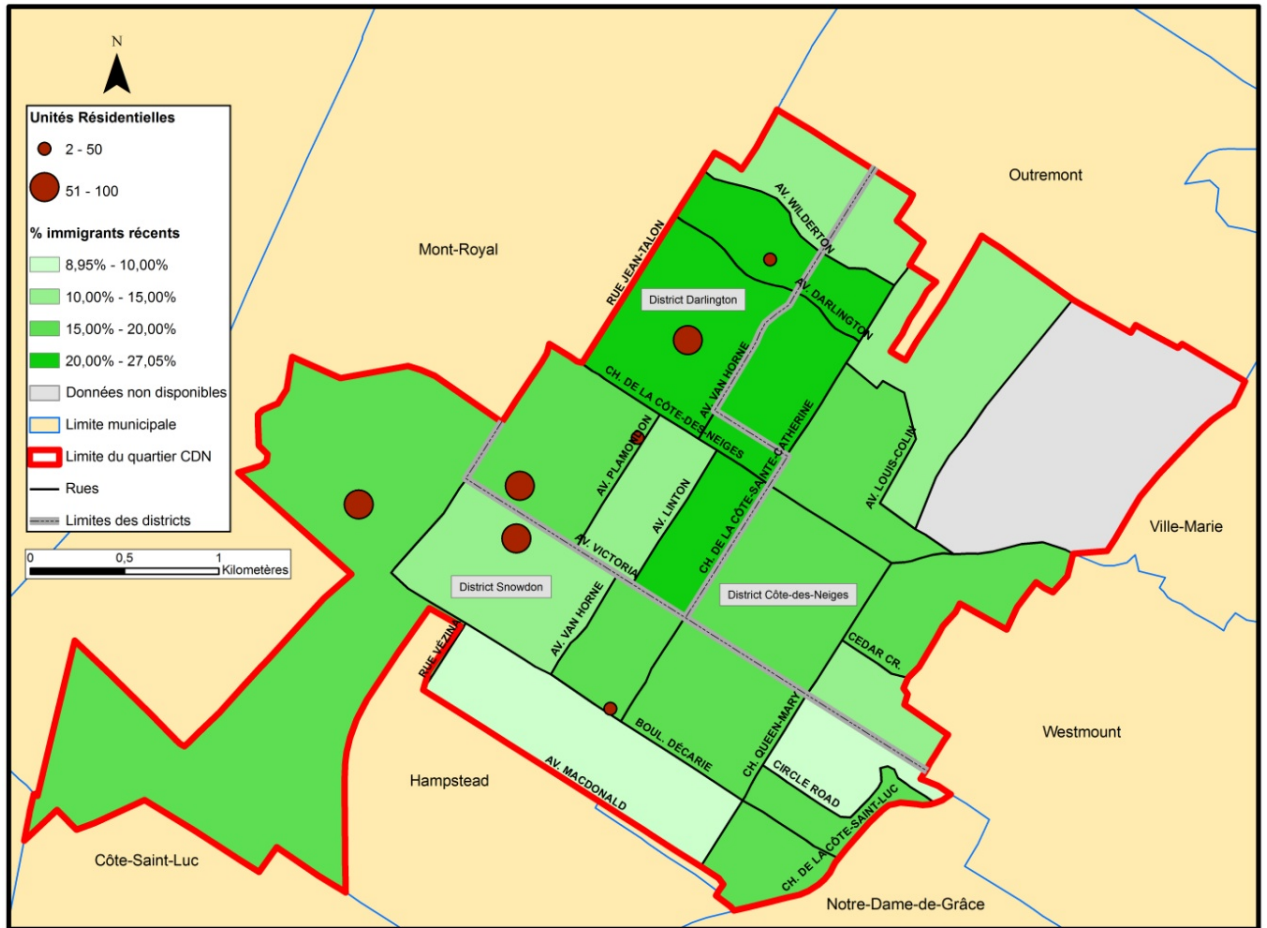 N
Unités Résidentielles
2 - 50
51 - 100
% immigrants récents
8,95% - 10,00%
10,00% - 15,00%
15,00% - 20,00%
20,00% - 27,05%
Données non disponibles
Limite municipale
Limite du quartier CDN
Rues
Limites des districts
0 0,5 1
Kilometères
Outremont
Mont-Royal
AV. WILDERTON
RUE JEAN-TALON
District Darlington
AV. DARLINGTON
AV. VAN HORNE
CH. DE LA CÔTE-DES-NEIGES
CH. DE LA CÔTE-SAINTE-CATHERINE
AV. PLAMONDON
AV. LINTON
AV. LOUIS-COLIN
Ville-Marie
AV. VICTORIA
District Snowdon
District Côte-des-Neiges
AV. VAN HORNE
RUE VÉZINA
CEDAR CR.
BOUL. DÉCARIE
CH. QUEEN-MARY
Westmount
AV. MACDONALD
CIRCLE ROAD
Hampstead
CH. DE LA CÔTE-SAINT-LUC
Côte-Saint-Luc
Notre-Dame-de-Grâce